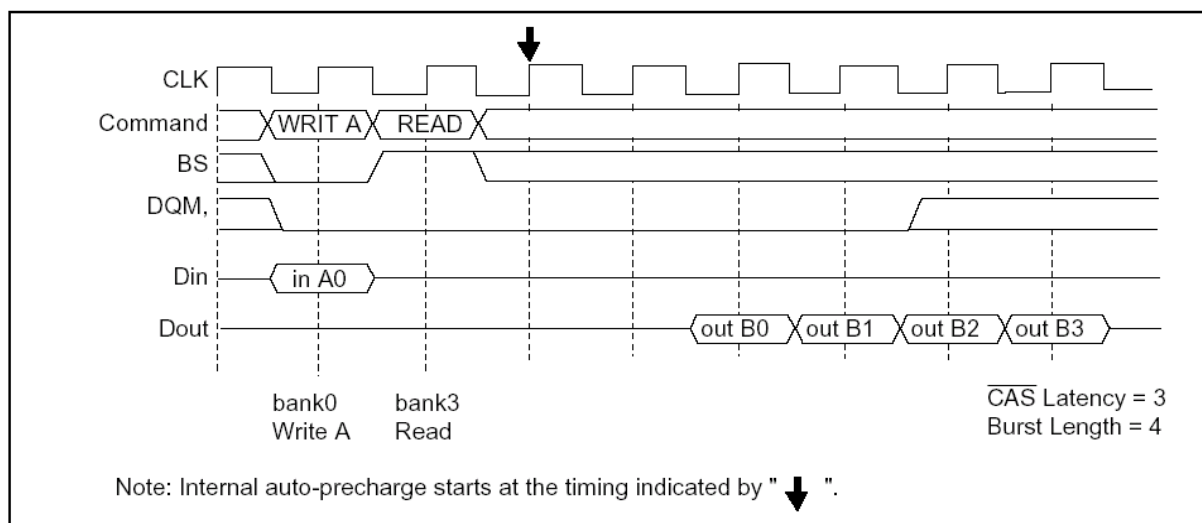 CLK
Command WRIT A READ
BS
DQM,
Din in A0
Dout out B0 out B1 out B2 out B3
bank0 bank3 CAS Latency = 3
Write A Read Burst Length = 4
Note: Internal auto-precharge starts at the timing indicated by " ".